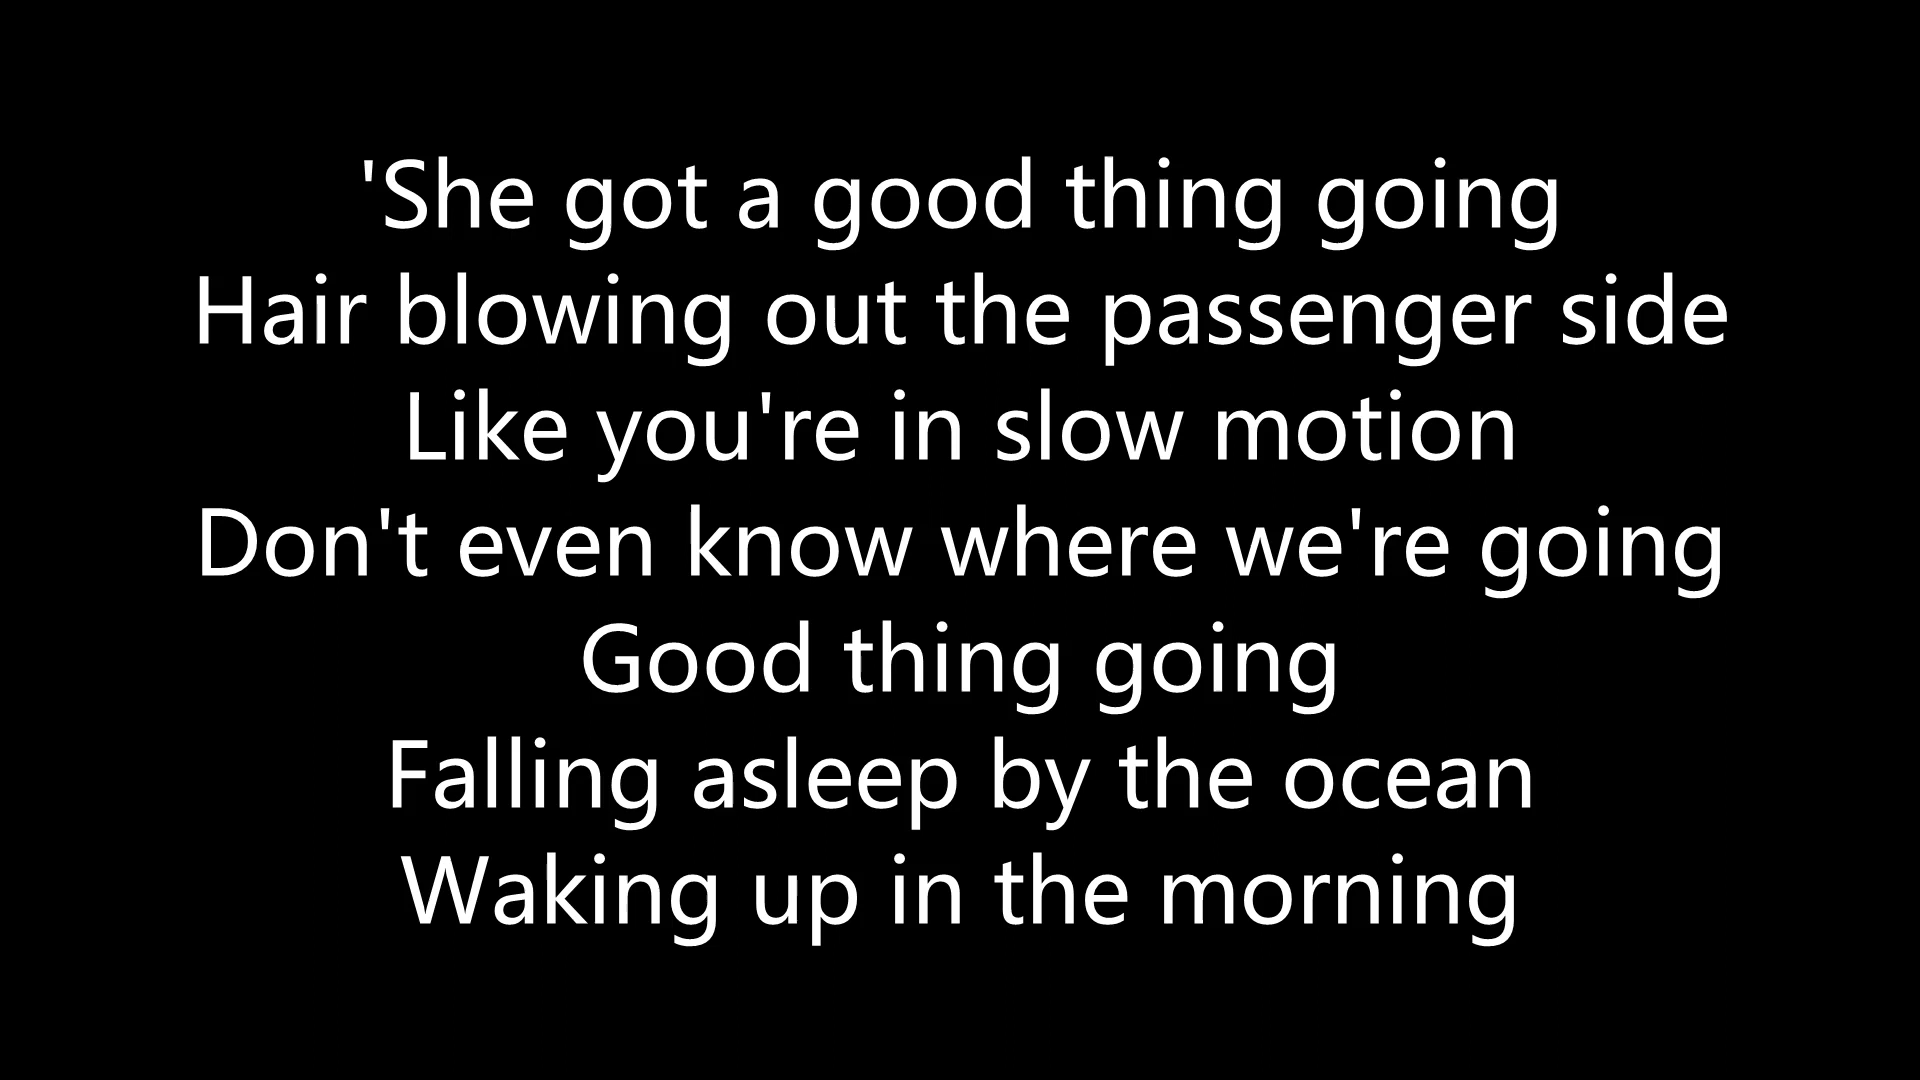 'She got a good thing going
Hair blowing out the passenger side
Like you're in slow motion
Don't even know where we're going
Good thing going
Falling asleep by the ocean
Waking up in the morning